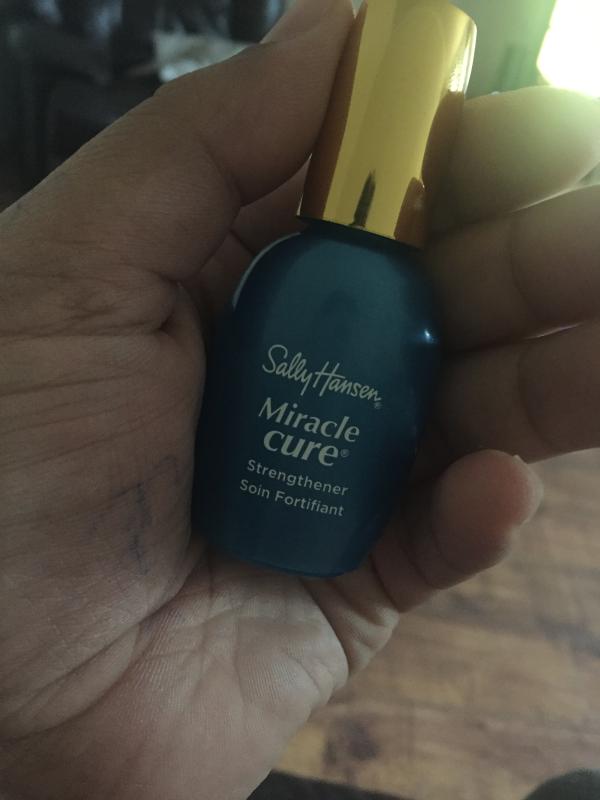 Sally Hansen®
Miracle
cure®
Strengthener
Soin Fortifiant